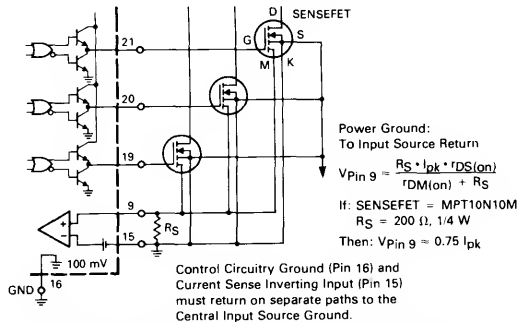 D SENSEFET
21
G
S
M
K
20
19
Power Ground:
To Input Source Return
VPin 9 ≈ RS • Ipk • rDS(on)
rDM(on) + RS
If: SENSEFET = MPT10N10M
RS = 200 Ω, 1/4 W
Then: VPin 9 ≈ 0.75 Ipk
9
RS
+
−
15
100 mV
16
GND
Control Circuitry Ground (Pin 16) and
Current Sense Inverting Input (Pin 15)
must return on separate paths to the
Central Input Source Ground.